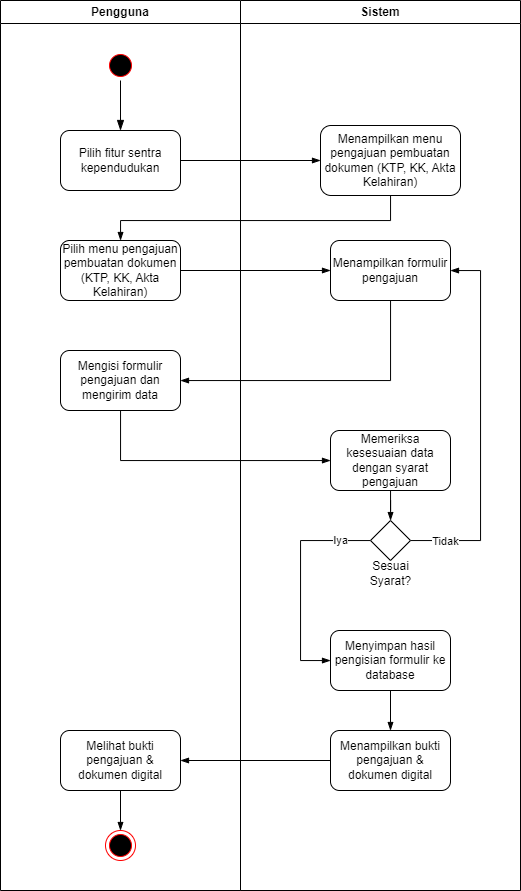 Pengguna
Sistem
Pilih fitur sentra
kependudukan
Menampilkan menu
pengajuan pembuatan
dokumen (KTP, KK, Akta
Kelahiran)
Pilih menu pengajuan
pembuatan dokumen
(KTP, KK, Akta
Kelahiran)
Menampilkan formulir
pengajuan
Mengisi formulir
pengajuan dan
mengirim data
Memeriksa
kesesuaian data
dengan syarat
pengajuan
Iya
Tidak
Sesuai
Syarat?
Menyimpan hasil
pengisian formulir ke
database
Menampilkan bukti
pengajuan &
dokumen digital
Melihat bukti
pengajuan &
dokumen digital